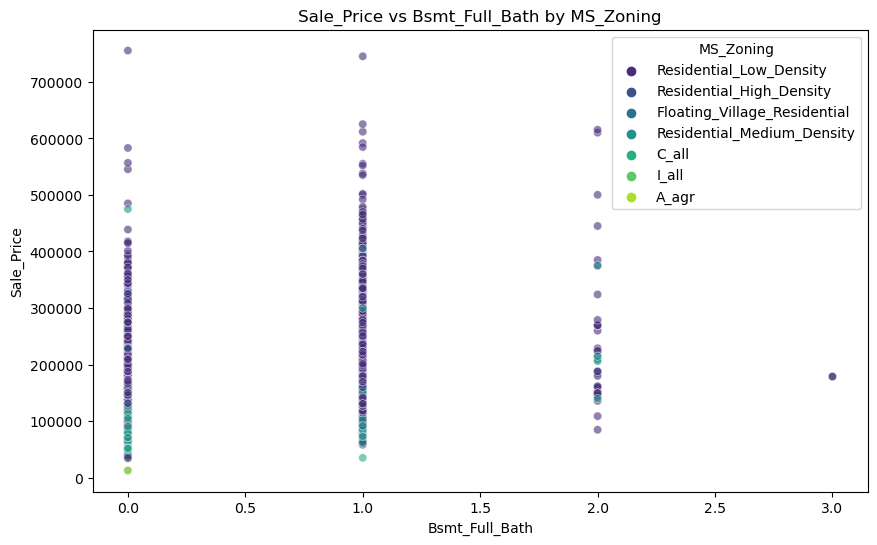 Sale_Price vs Bsmt_Full_Bath by MS_Zoning
MS_Zoning
Residential_Low_Density
Residential_High_Density
Floating_Village_Residential
Residential_Medium_Density
C_all
I_all
A_agr
Sale_Price
700000
600000
500000
400000
300000
200000
100000
0
0.0 0.5 1.0 1.5 2.0 2.5 3.0
Bsmt_Full_Bath